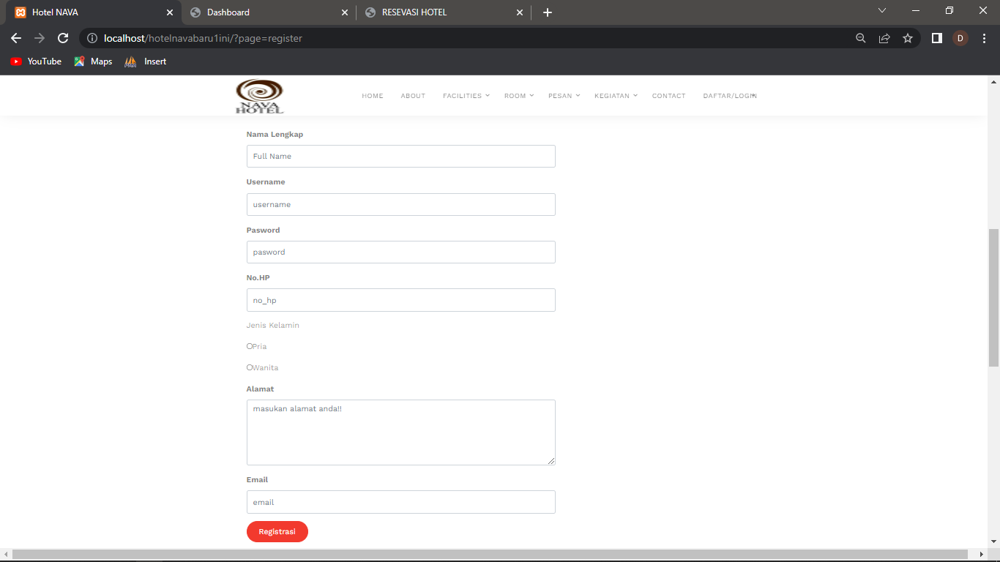 Hotel NAVA
Dashboard
RESEVASI HOTEL
localhost/hotelnavabaru1ini/?page=register
D
YouTube
Maps
Insert
NAVA
HOTEL
HOME
ABOUT
FACILITIES
ROOM
PESAN
KEGIATAN
CONTACT
DAFTAR/LOGIN
Nama Lengkap
Full Name
Username
username
Pasword
pasword
No.HP
no_hp
Jenis Kelamin
Pria
Wanita
Alamat
masukan alamat anda!!
Email
email
Registrasi